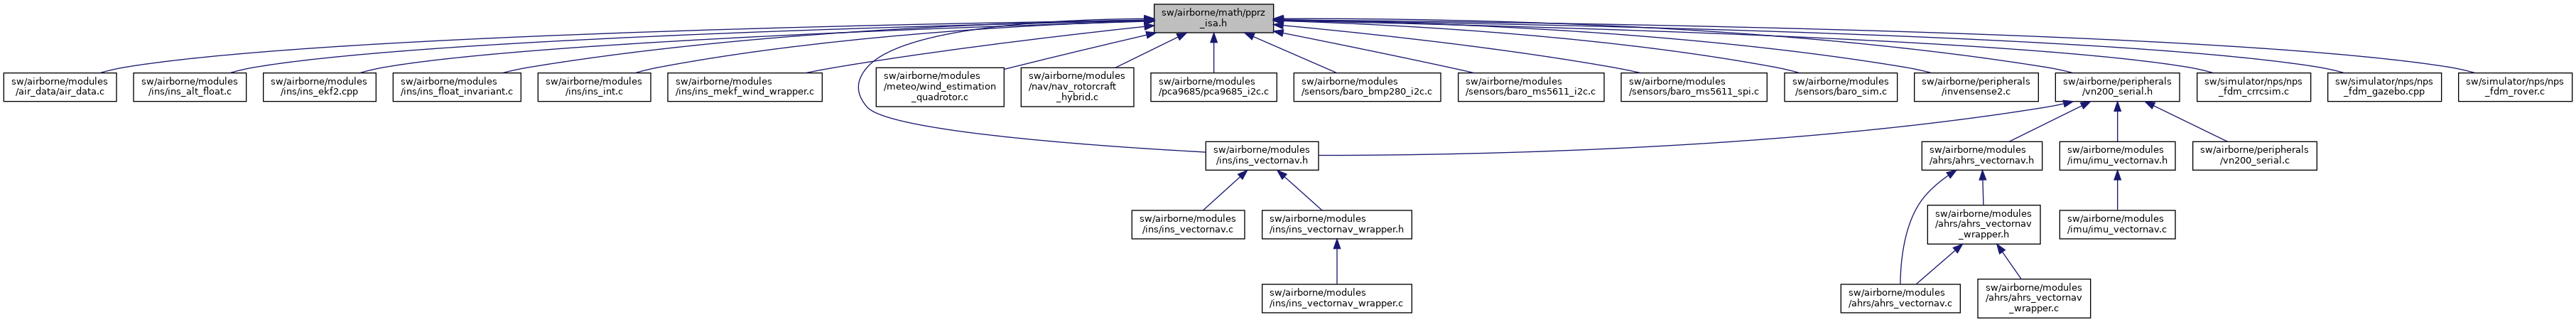 sw/airborne/math/pprz
_isa.h
sw/airborne/modules
/air_data/air_data.c
sw/airborne/modules
/ins/ins_alt_float.c
sw/airborne/modules
/ins/ins_ekf2.cpp
sw/airborne/modules
/ins/ins_float_invariant.c
sw/airborne/modules
/ins/ins_int.c
sw/airborne/modules
/ins/ins_mekf_wind_wrapper.c
sw/airborne/modules
/meteo/wind_estimation
_quadrotor.c
sw/airborne/modules
/nav/nav_rotorcraft
_hybrid.c
sw/airborne/modules
/pca9685/pca9685_i2c.c
sw/airborne/modules
/sensors/baro_bmp280_i2c.c
sw/airborne/modules
/sensors/baro_ms5611_i2c.c
sw/airborne/modules
/sensors/baro_ms5611_spi.c
sw/airborne/modules
/sensors/baro_sim.c
sw/airborne/peripherals
/invensense2.c
sw/airborne/peripherals
/vn200_serial.h
sw/simulator/nps/nps
_fdm_crrcsim.c
sw/simulator/nps/nps
_fdm_gazebo.cpp
sw/simulator/nps/nps
_fdm_rover.c
sw/airborne/modules
/ins/ins_vectornav.h
sw/airborne/modules
/ahrs/ahrs_vectornav.h
sw/airborne/modules
/imu/imu_vectornav.h
sw/airborne/peripherals
/vn200_serial.c
sw/airborne/modules
/ins/ins_vectornav.c
sw/airborne/modules
/ins/ins_vectornav_wrapper.h
sw/airborne/modules
/ahrs/ahrs_vectornav
_wrapper.h
sw/airborne/modules
/imu/imu_vectornav.c
sw/airborne/modules
/ins/ins_vectornav_wrapper.c
sw/airborne/modules
/ahrs/ahrs_vectornav.c
sw/airborne/modules
/ahrs/ahrs_vectornav
_wrapper.c